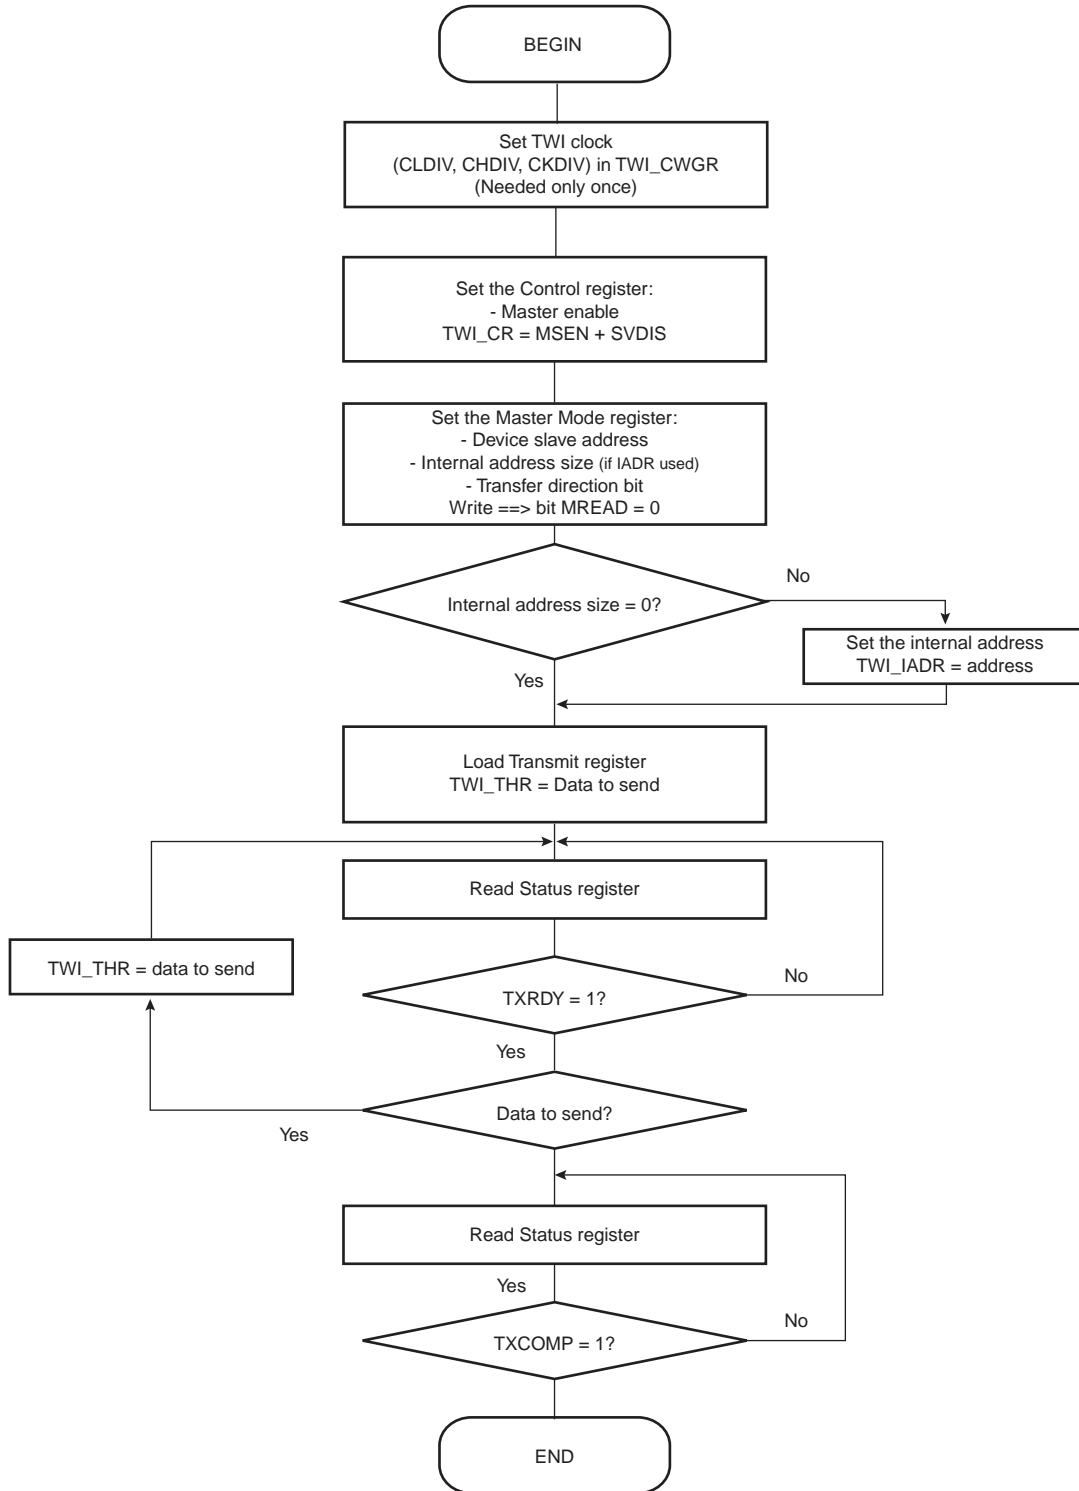 BEGIN
Set TWI clock
(CLDIV, CHDIV, CKDIV) in TWI_CWGR
(Needed only once)
Set the Control register:
- Master enable
TWI_CR = MSEN + SVDIS
Set the Master Mode register:
- Device slave address
- Internal address size (if IADR used)
- Transfer direction bit
Write ==> bit MREAD = 0
No
Internal address size = 0?
Set the internal address
TWI_IADR = address
Yes
Load Transmit register
TWI_THR = Data to send
Read Status register
TWI_THR = data to send
No
TXRDY = 1?
Yes
Data to send?
Yes
Read Status register
Yes
No
TXCOMP = 1?
END